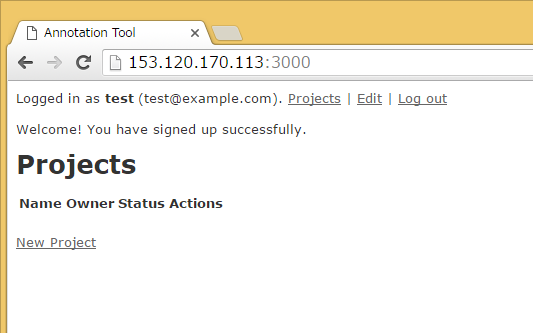 Annotation Tool
153.120.170.113:3000
Logged in as test (test@example.com). Projects | Edit | Log out
Welcome! You have signed up successfully.
Projects
Name Owner Status Actions
New Project